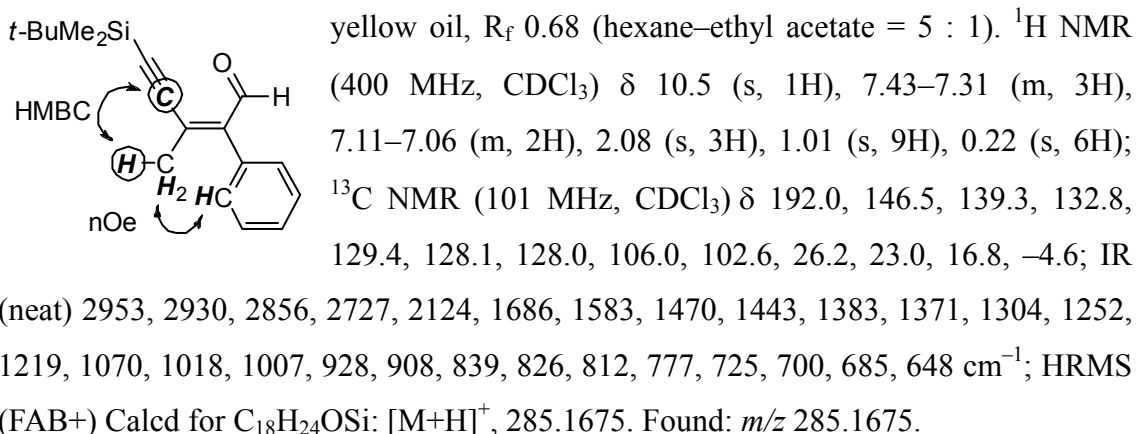 t-BuMe₂Si
O
C
H
HMBC
H
C
H₂
HC
nOe
yellow oil, Rf 0.68 (hexane–ethyl acetate = 5 : 1). ¹H NMR
(400 MHz, CDCl₃) δ 10.5 (s, 1H), 7.43–7.31 (m, 3H),
7.11–7.06 (m, 2H), 2.08 (s, 3H), 1.01 (s, 9H), 0.22 (s, 6H);
¹³C NMR (101 MHz, CDCl₃) δ 192.0, 146.5, 139.3, 132.8,
129.4, 128.1, 128.0, 106.0, 102.6, 26.2, 23.0, 16.8, –4.6; IR
(neat) 2953, 2930, 2856, 2727, 2124, 1686, 1583, 1470, 1443, 1383, 1371, 1304, 1252,
1219, 1070, 1018, 1007, 928, 908, 839, 826, 812, 777, 725, 700, 685, 648 cm⁻¹; HRMS
(FAB+) Calcd for C₁₈H₂₄OSi: [M+H]⁺, 285.1675. Found: m/z 285.1675.